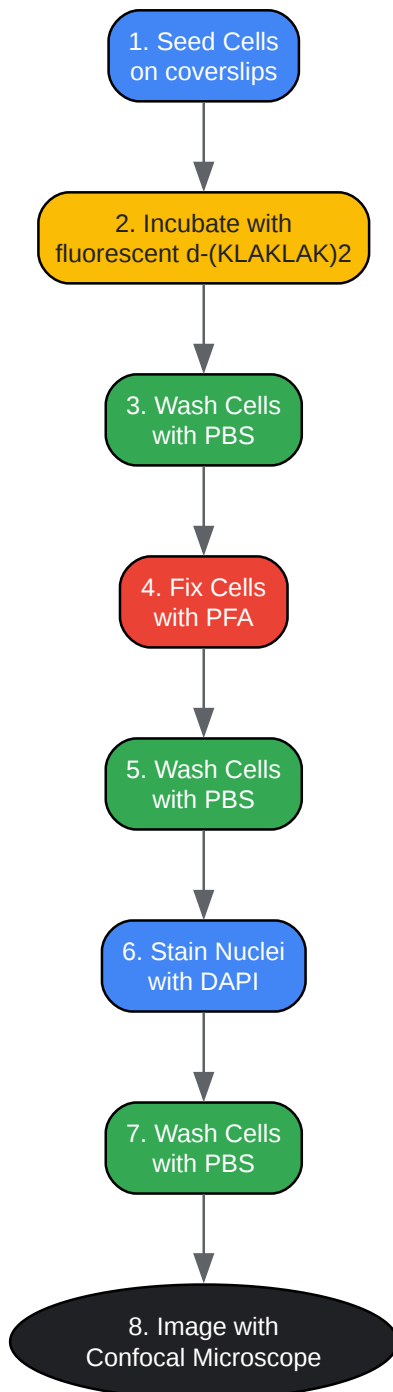 1. Seed Cells
on coverslips
2. Incubate with
fluorescent d-(KLAKLAK)2
3. Wash Cells
with PBS
4. Fix Cells
with PFA
5. Wash Cells
with PBS
6. Stain Nuclei
with DAPI
7. Wash Cells
with PBS
8. Image with
Confocal Microscope